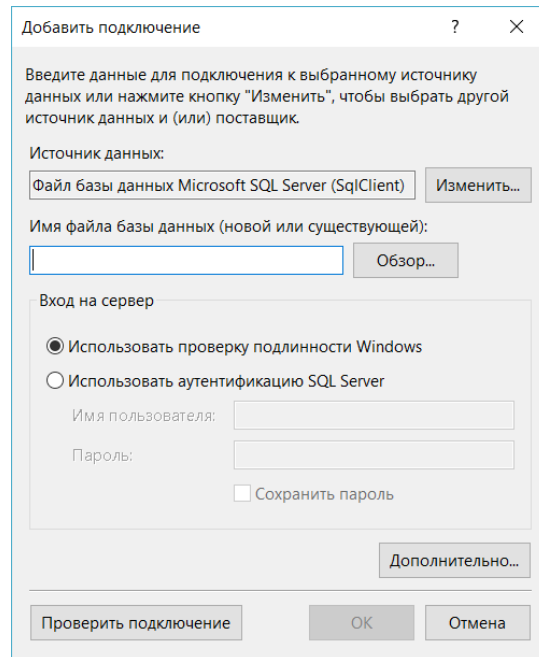 Добавить подключение ?
Введите данные для подключения к выбранному источнику
данных или нажмите кнопку "Изменить", чтобы выбрать другой
источник данных и (или) поставщик.
Источник данных:
Файл базы данных Microsoft SQL Server (SqlClient) Изменить...
Имя файла базы данных (новой или существующей):
Обзор...
Вход на сервер
Использовать проверку подлинности Windows
Использовать аутентификацию SQL Server
Имя пользователя:
Пароль:
Сохранить пароль
Дополнительно...
Проверить подключение ОК Отмена